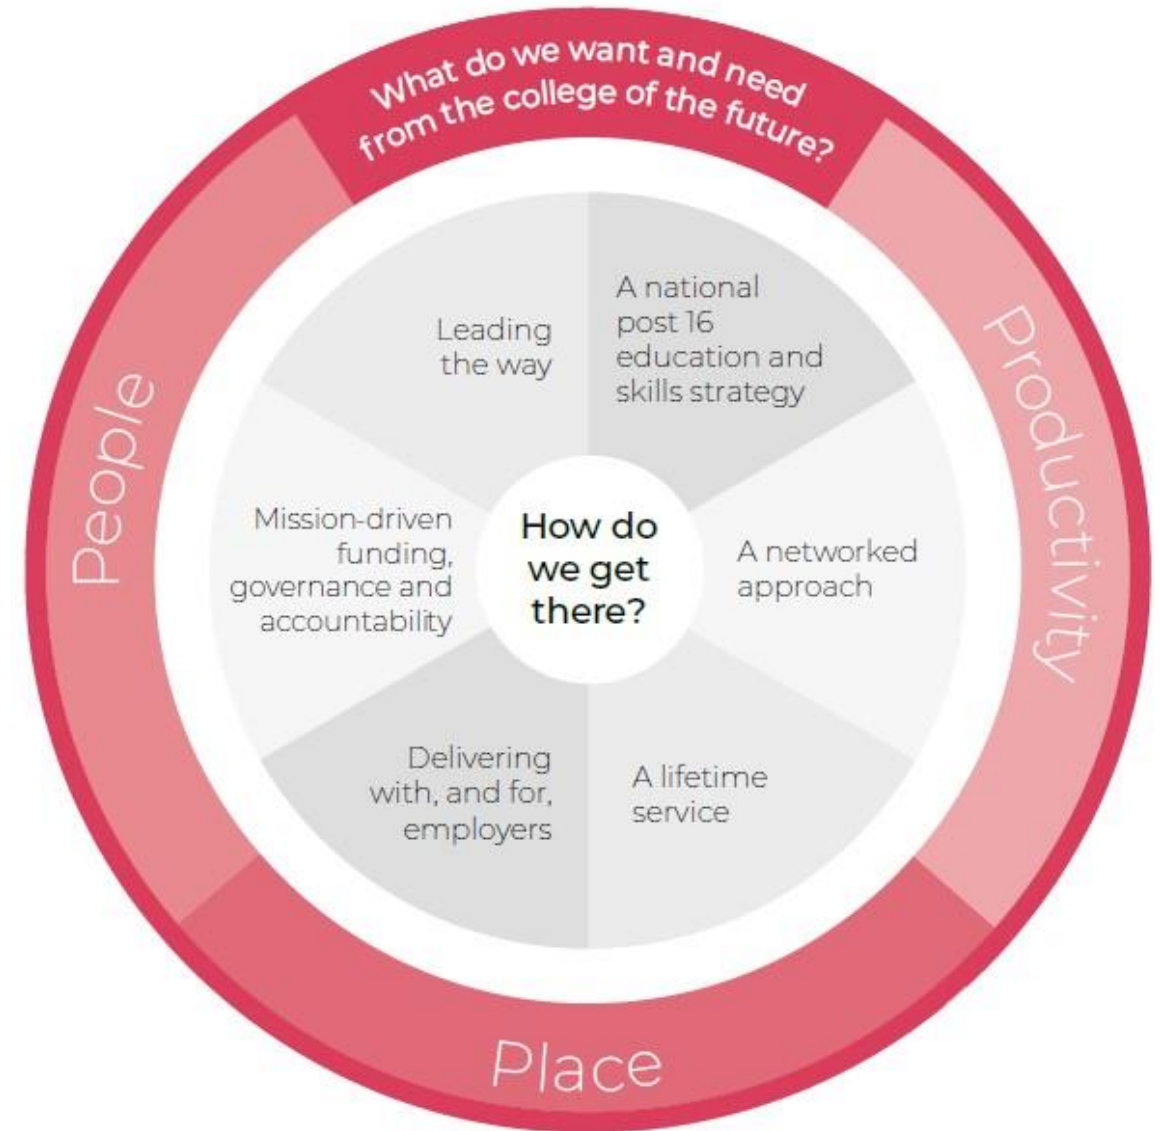 What do we want and need
from the college of the future?
People
Productivity
Place
How do
we get
there?
A national
post 16
education and
skills strategy
A networked
approach
A lifetime
service
Delivering
with, and for,
employers
Mission-driven
funding,
governance and
accountability
Leading
the way